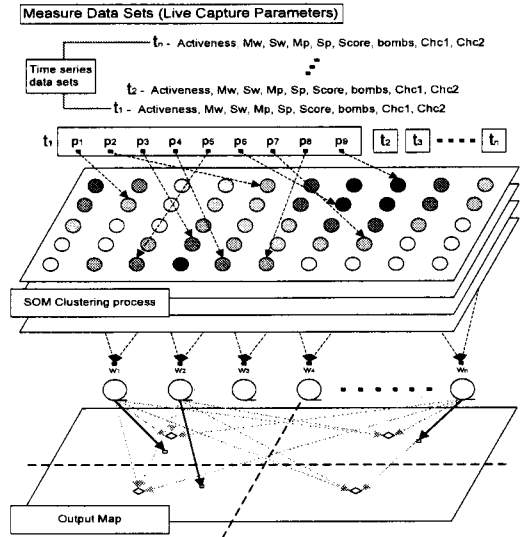 Measure Data Sets (Live Capture Parameters)
tn - Activeness, Mw, Sw, Mp, Sp, Score, bombs, Chc1, Chc2
Time series data sets
t2 - Activeness, Mw, Sw, Mp, Sp, Score, bombs, Chc1, Chc2
t1 - Activeness, Mw, Sw, Mp, Sp, Score, bombs, Chc1, Chc2
t1 p1 p2 p3 p4 p5 p6 p7 p8 p9 t2 t3 tn
SOM Clustering process
w1 w2 w3 w4 wn
Output Map